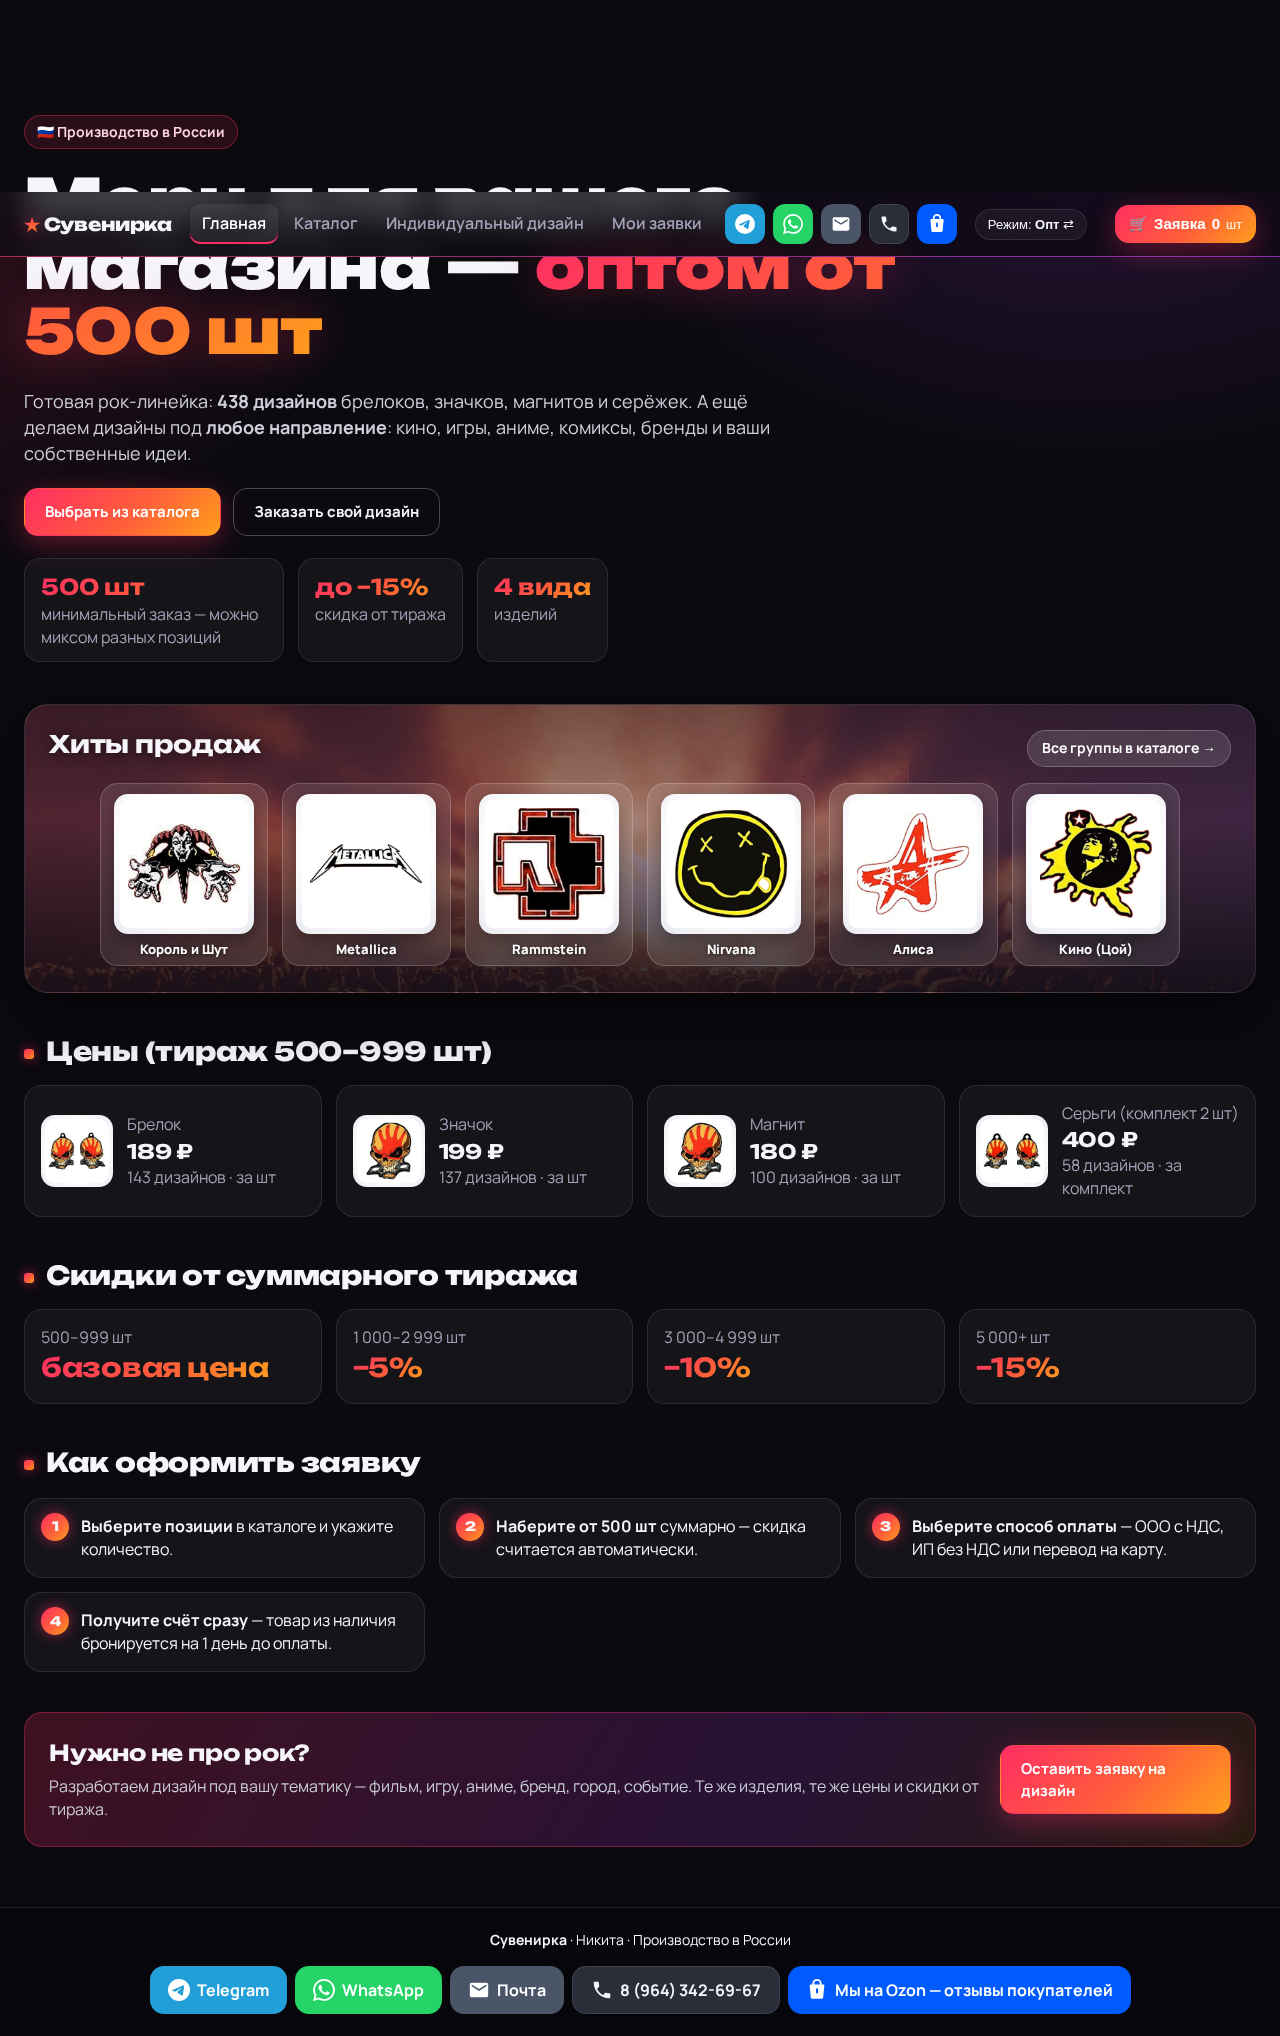 🇷🇺 Производство в России
★ Сувенирка Главная Каталог Индивидуальный дизайн Мои заявки Режим: Опт ⇄ 🛒 Заявка 0 шт
магазина — оптом от
500 шт
Готовая рок-линейка: 438 дизайнов брелоков, значков, магнитов и серёжек. А ещё
делаем дизайны под любое направление: кино, игры, аниме, комиксы, бренды и ваши
собственные идеи.
Выбрать из каталога Заказать свой дизайн
500 шт
минимальный заказ — можно
миксом разных позиций
до −15%
скидка от тиража
4 вида
изделий
Хиты продаж
Все группы в каталоге →
METALLICA
Алиса
Король и Шут
Metallica
Rammstein
Nirvana
Алиса
Кино (Цой)
Цены (тираж 500–999 шт)
Брелок
189 ₽
143 дизайнов · за шт
Значок
199 ₽
137 дизайнов · за шт
Магнит
180 ₽
100 дизайнов · за шт
Серьги (комплект 2 шт)
400 ₽
58 дизайнов · за
комплект
Скидки от суммарного тиража
500–999 шт
базовая цена
1 000–2 999 шт
−5%
3 000–4 999 шт
−10%
5 000+ шт
−15%
Как оформить заявку
1 Выберите позиции в каталоге и укажите
количество.
2 Наберите от 500 шт суммарно — скидка
считается автоматически.
3 Выберите способ оплаты — ООО с НДС,
ИП без НДС или перевод на карту.
4 Получите счёт сразу — товар из наличия
бронируется на 1 день до оплаты.
Нужно не про рок?
Разработаем дизайн под вашу тематику — фильм, игру, аниме, бренд, город, событие. Те же изделия, те же цены и скидки от
тиража.
Оставить заявку на
дизайн
Сувенирка · Никита · Производство в России
Telegram WhatsApp Почта 8 (964) 342-69-67 Мы на Ozon — отзывы покупателей